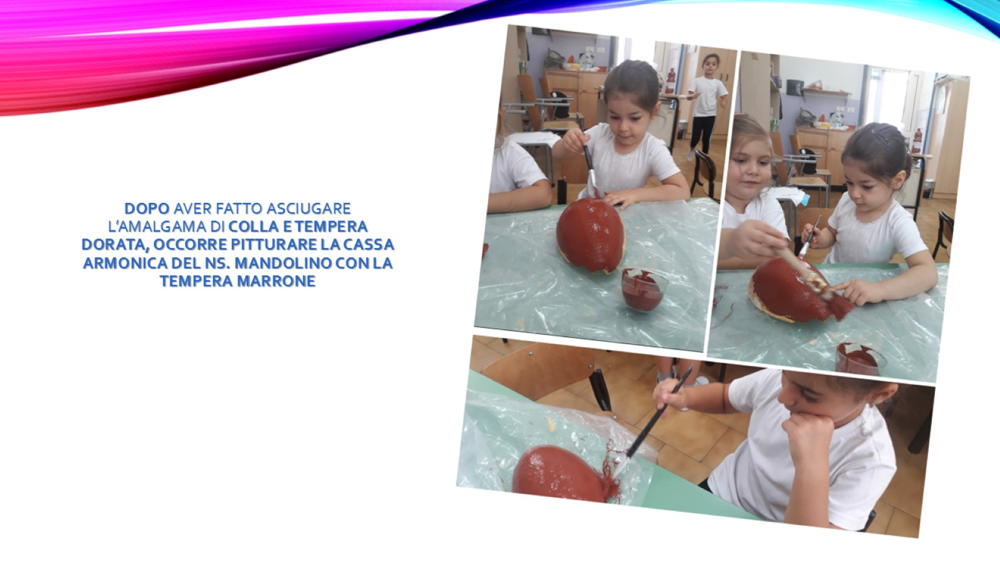 DOPO AVER FATTO ASCIUGARE
L'AMALGAMA DI COLLA E TEMPERA
DORATA, OCCORRE PITTURARE LA CASSA
ARMONICA DEL NS. MANDOLINO CON LA
TEMPERA MARRONE